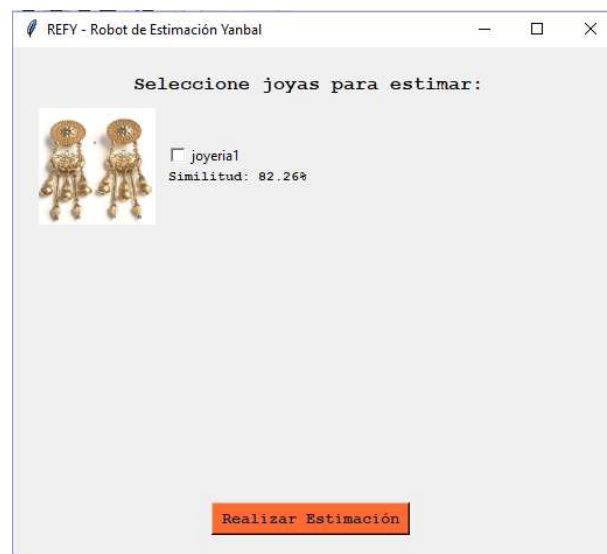 REFY - Robot de Estimación Yanbal
Seleccione joyas para estimar:
joyeria1
Similitud: 82.26%
Realizar Estimación